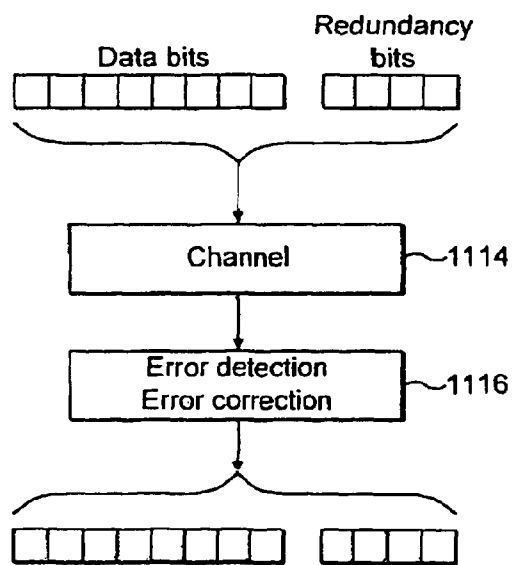 Redundancy
Data bits
bits
Channel
1114
Error detection
Error correction
1116